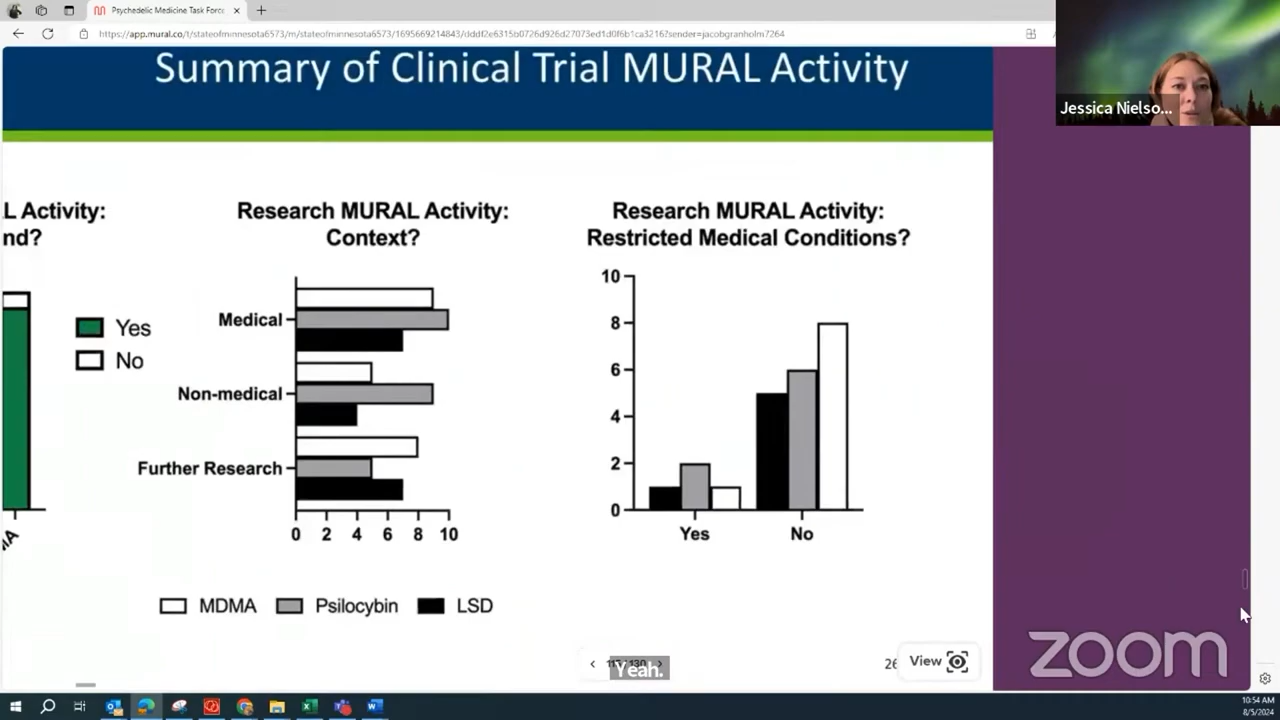 Psychedelic Medicine Task Forc
https://app.mural.co/t/stateofminnesota6573/m/stateofminnesota6573/1695669214843/dddf2e6315b0726d926d27073ed1d0f6b1ca3216?sender=jacobgranholm7264
Summary of Clinical Trial MURAL Activity
Jessica Nielso...
L Activity:
nd?
Yes
No
MA
Research MURAL Activity:
Context?
Medical
Non-medical
Further Research
0 2 4 6 8 10
MDMA Psilocybin LSD
Research MURAL Activity:
Restricted Medical Conditions?
10
8
6
4
2
0
Yes No
Yeah.
26
View
zoom
10:54 AM
8/5/2024